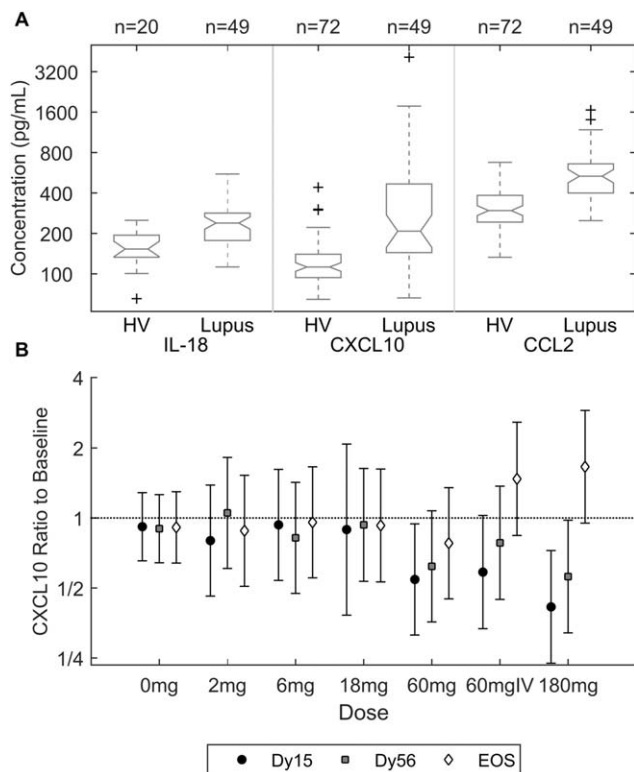 A
n=20 n=49 n=72 n=49 n=72 n=49
Concentration (pg/mL)
3200
1600
800
400
200
100
HV Lupus HV Lupus HV Lupus
IL-18 CXCL10 CCL2
B
CXCL10 Ratio to Baseline
4
2
1
1/2
1/4
0mg 2mg 6mg 18mg 60mg 60mgIV 180mg
Dose
Dy15 Dy56 EOS